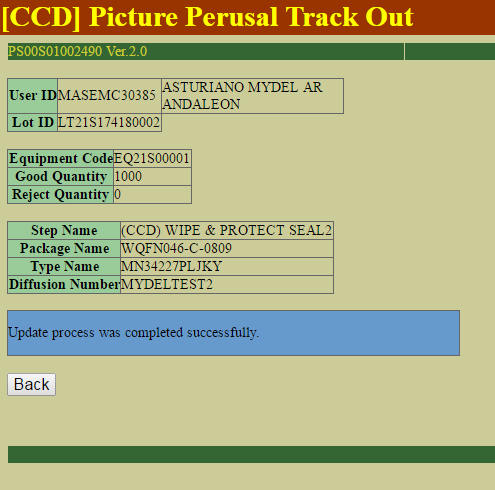 [CCD] Picture Perusal Track Out
PS00S01002490 Ver.2.0
User ID MASEMC30385 ASTURIANO MYDEL AR
ANDALEON
Lot ID LT21S174180002
Equipment Code EQ21S00001
Good Quantity 1000
Reject Quantity 0
Step Name (CCD) WIPE & PROTECT SEAL2
Package Name WQFN046-C-0809
Type Name MN34227PLJKY
Diffusion Number MYDELTEST2
Update process was completed successfully.
Back